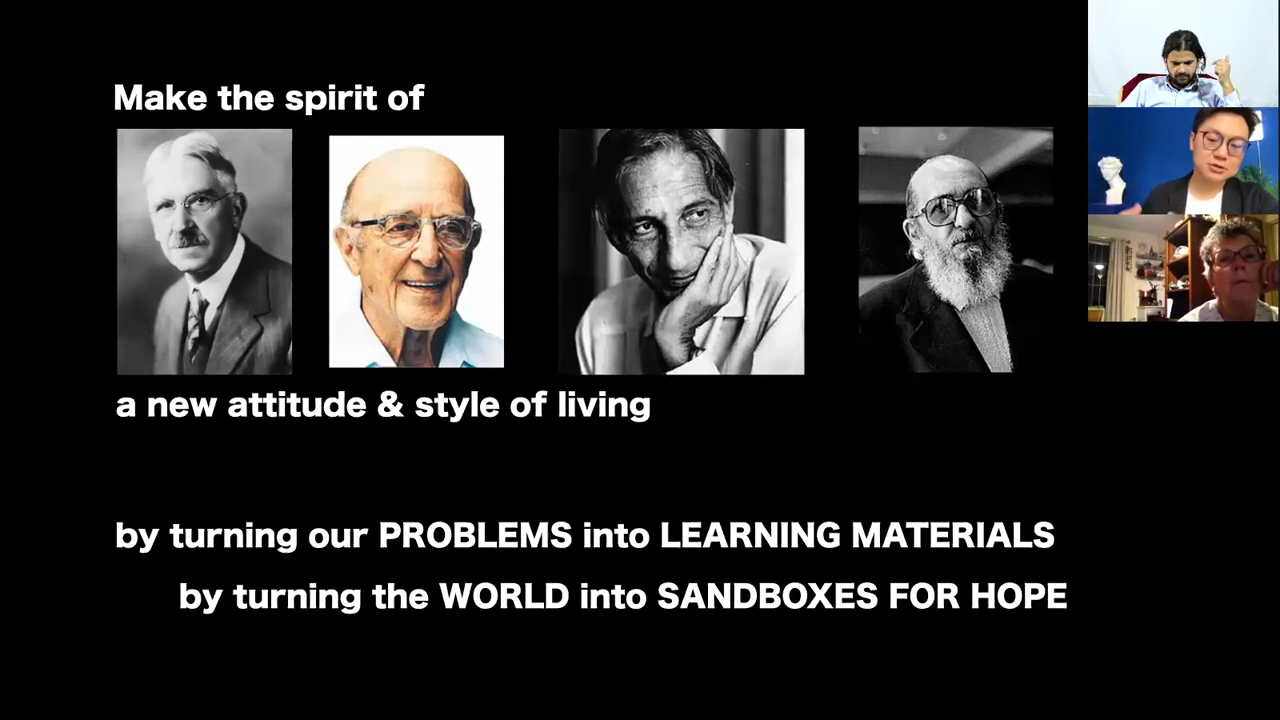 Make the spirit of
a new attitude & style of living
by turning our PROBLEMS into LEARNING MATERIALS
by turning the WORLD into SANDBOXES FOR HOPE